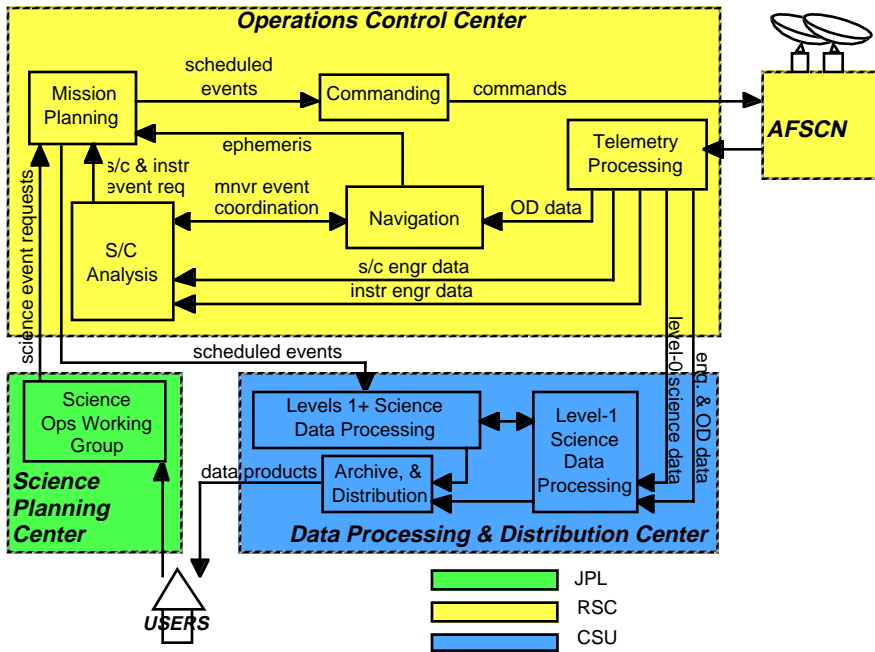 Operations Control Center
scheduled
events
Mission
Planning
Commanding
commands
AFSCN
ephemeris
Telemetry
Processing
s/c & instr
event req
mnvr event
coordination
Navigation
OD data
S/C
Analysis
s/c engr data
instr engr data
science event requests
level-0 science data
eng. & OD data
scheduled events
Science
Ops Working
Group
Levels 1+ Science
Data Processing
Level-1
Science
Data
Processing
data products
Archive, &
Distribution
Science
Planning
Center
Data Processing & Distribution Center
USERS
JPL
RSC
CSU